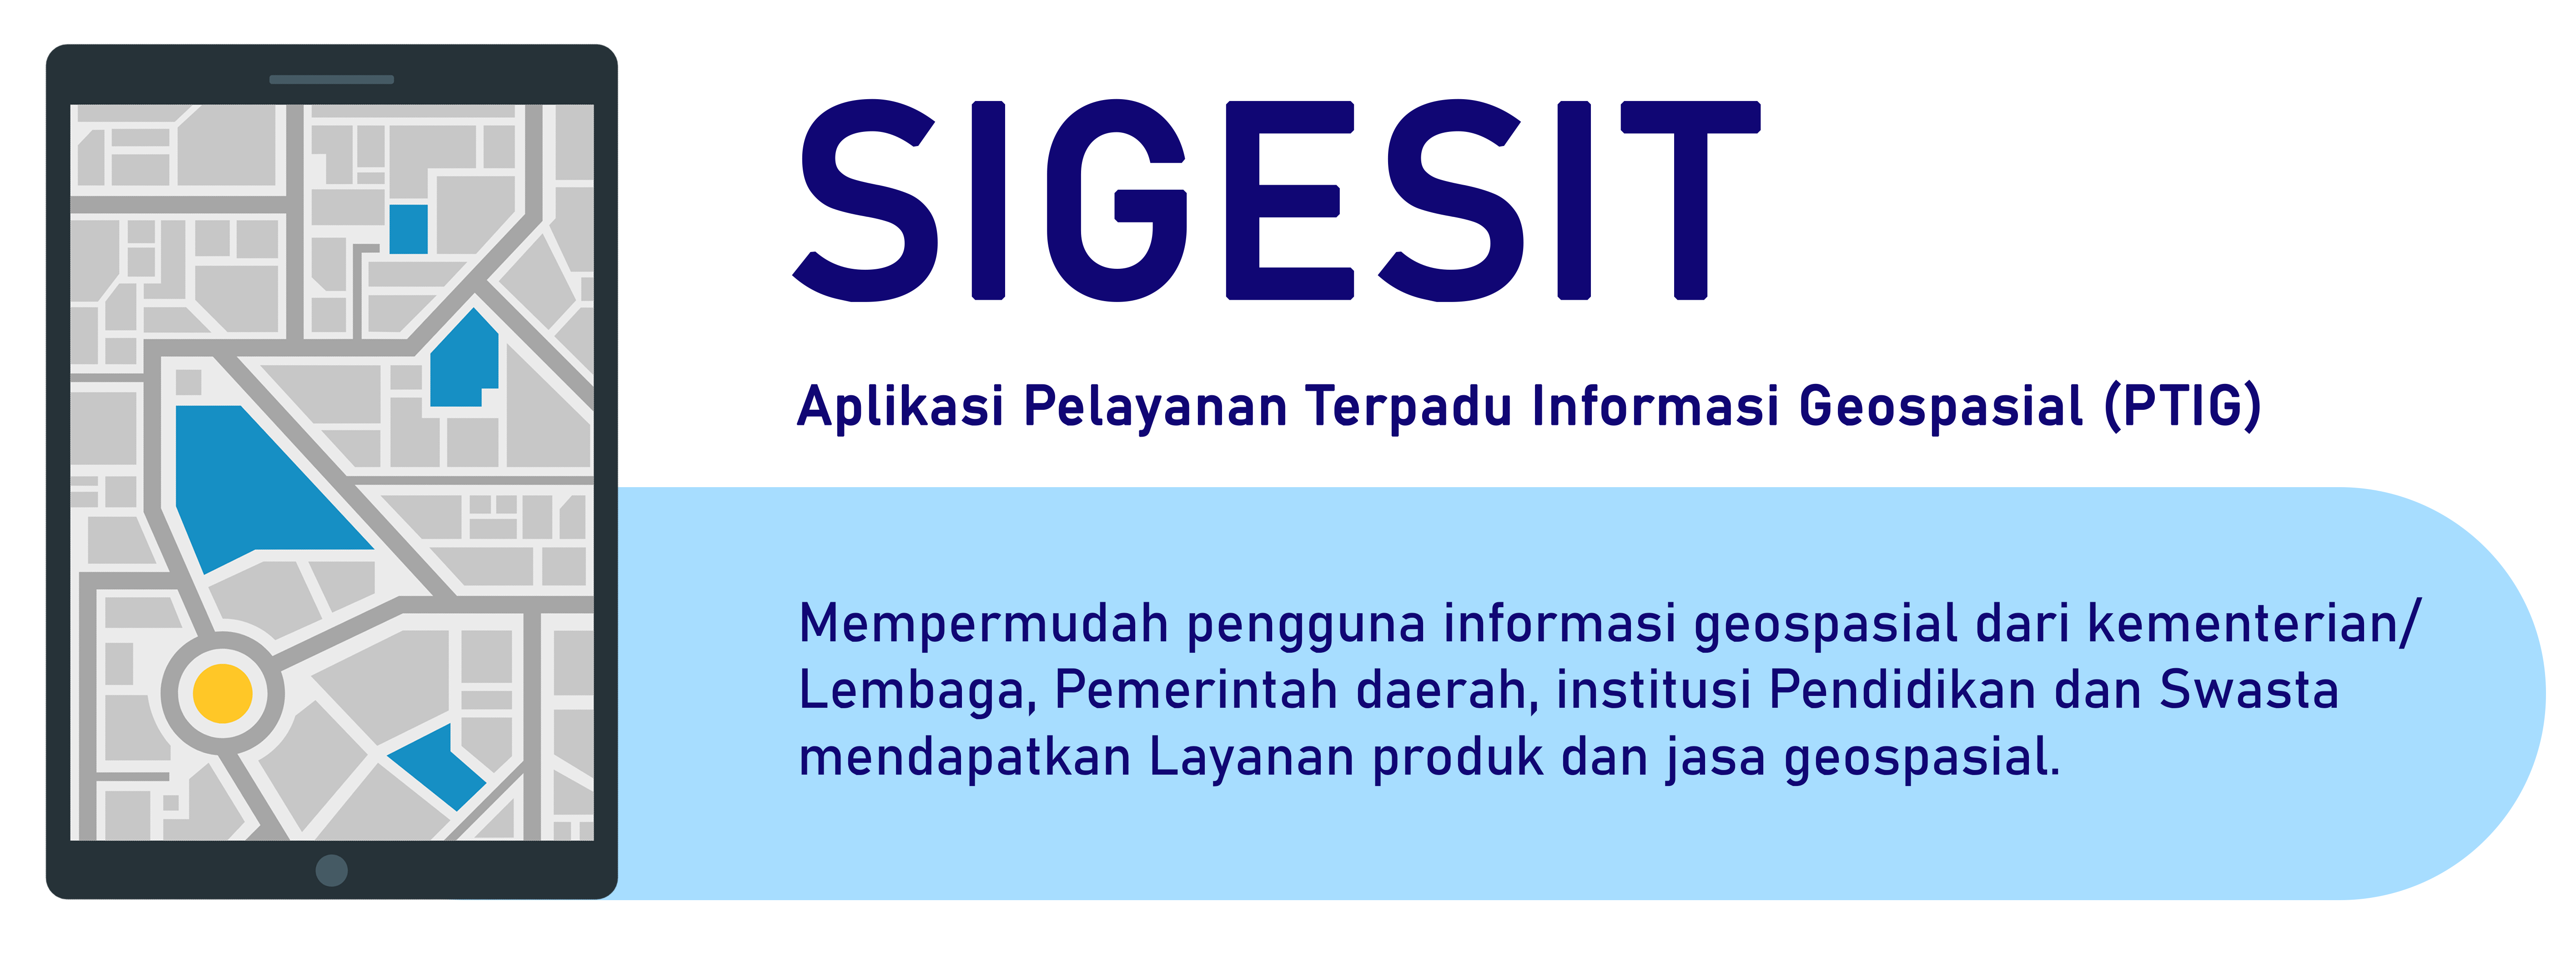 SIGESIT
Aplikasi Pelayanan Terpadu Informasi Geospasial (PTIG)
Mempermudah pengguna informasi geospasial dari kementerian/
Lembaga, Pemerintah daerah, institusi Pendidikan dan Swasta
mendapatkan Layanan produk dan jasa geospasial.